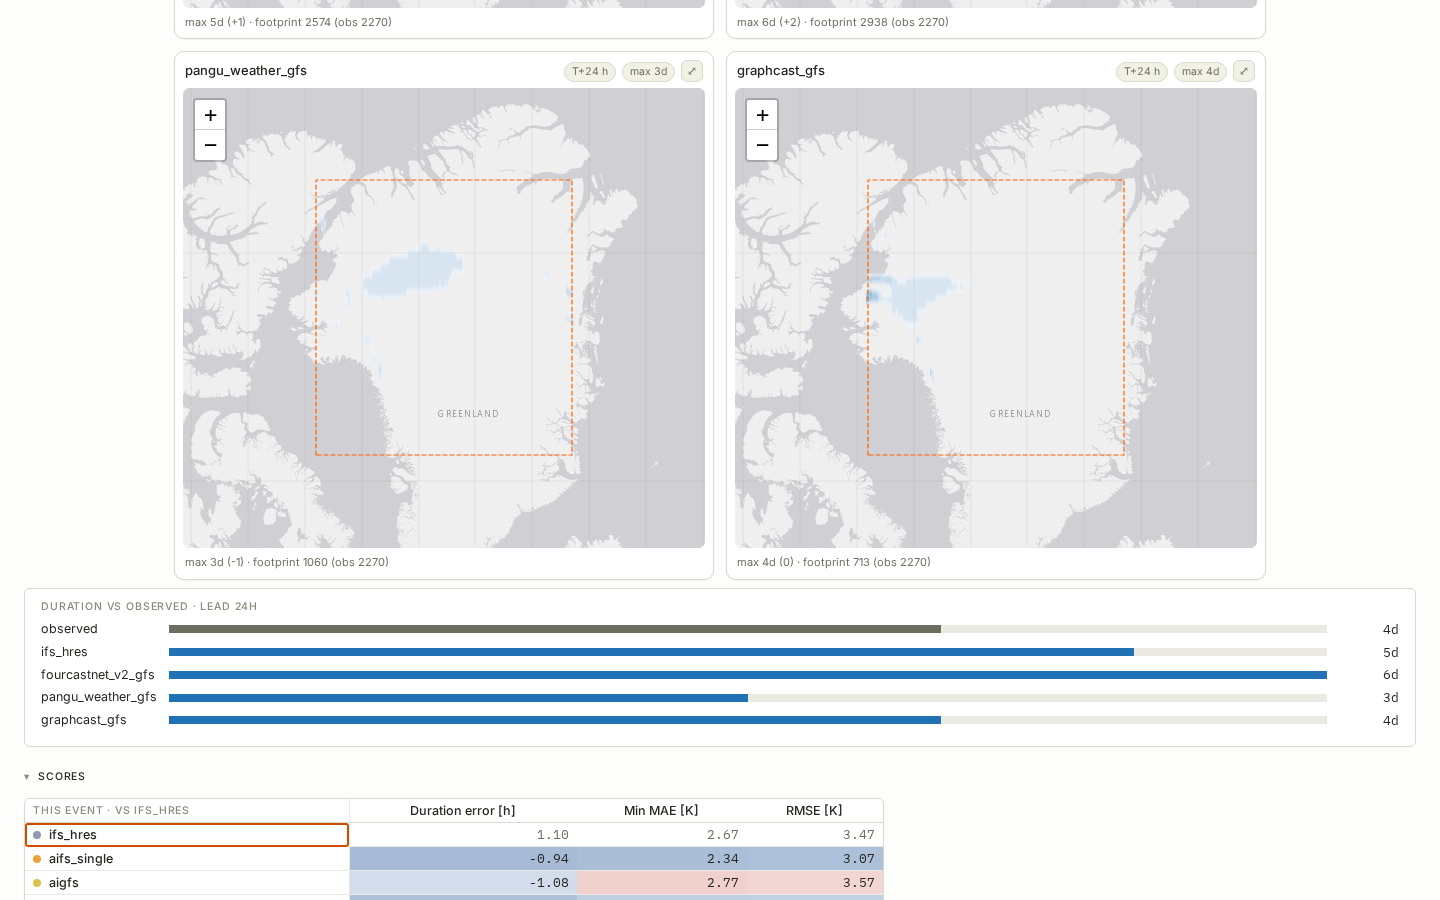 max 5d (+1) · footprint 2574 (obs 2270)
max 6d (+2) · footprint 2938 (obs 2270)
pangu_weather_gfs
T+24 h
max 3d
⤢
graphcast_gfs
T+24 h
max 4d
⤢
+
−
GREENLAND
+
−
GREENLAND
max 3d (-1) · footprint 1060 (obs 2270)
max 4d (0) · footprint 713 (obs 2270)
DURATION VS OBSERVED · LEAD 24H
observed 4d
ifs_hres 5d
fourcastnet_v2_gfs 6d
pangu_weather_gfs 3d
graphcast_gfs 4d
▾ SCORES
THIS EVENT · VS IFS_HRES Duration error [h] Min MAE [K] RMSE [K]
ifs_hres 1.10 2.67 3.47
aifs_single -0.94 2.34 3.07
aigfs -1.08 2.77 3.57